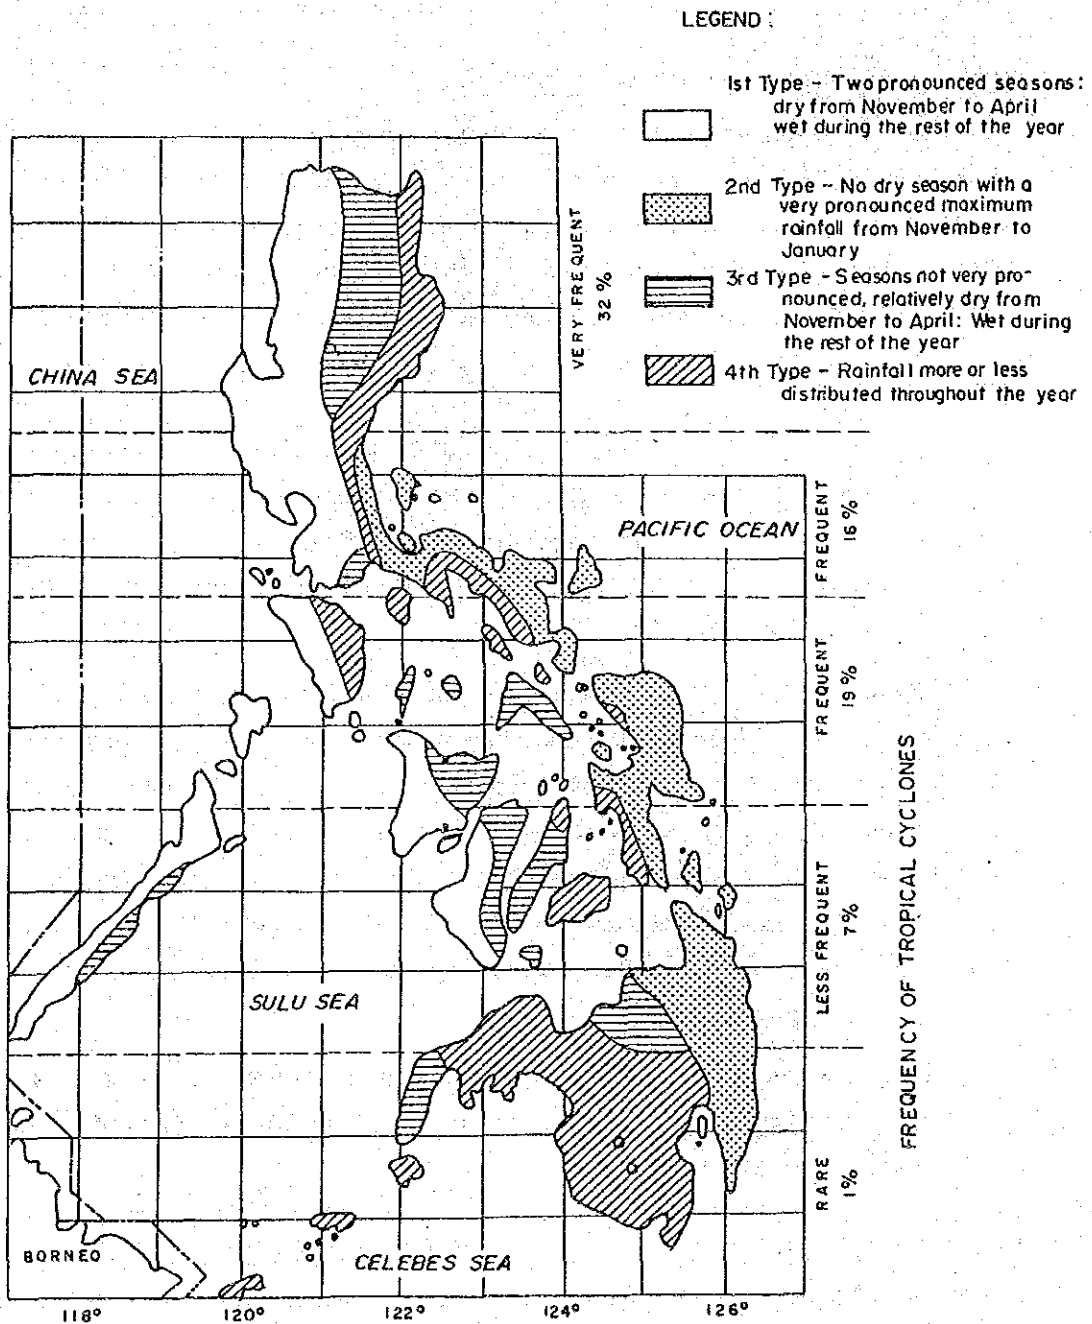 LEGEND :
1st Type - Two pronounced seasons:
dry from November to April
wet during the rest of the year
2nd Type - No dry season with a
very pronounced maximum
rainfall from November to
January
3rd Type - Seasons not very pro-
nounced, relatively dry from
November to April: Wet during
the rest of the year
4th Type - Rainfall more or less
distributed throughout the year
VERY FREQUENT
32 %
CHINA SEA
PACIFIC OCEAN
FREQUENT
16 %
FREQUENT
19 %
LESS FREQUENT
7%
RARE
1%
FREQUENCY OF TROPICAL CYCLONES
SULU SEA
BORNEO
CELEBES SEA
118°
120°
122°
124°
126°